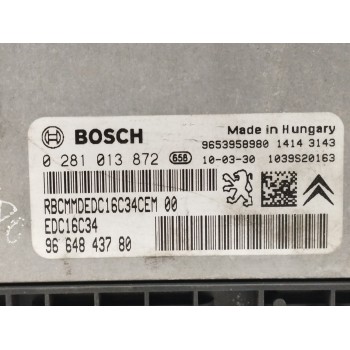 BOSCH
Made in Hungary
9653958980 1414 3143
0 281 013 872 658 10-03-30 1039S20163
RBCMMDEDC16C34CEM 00
EDC16C34
96 648 437 80